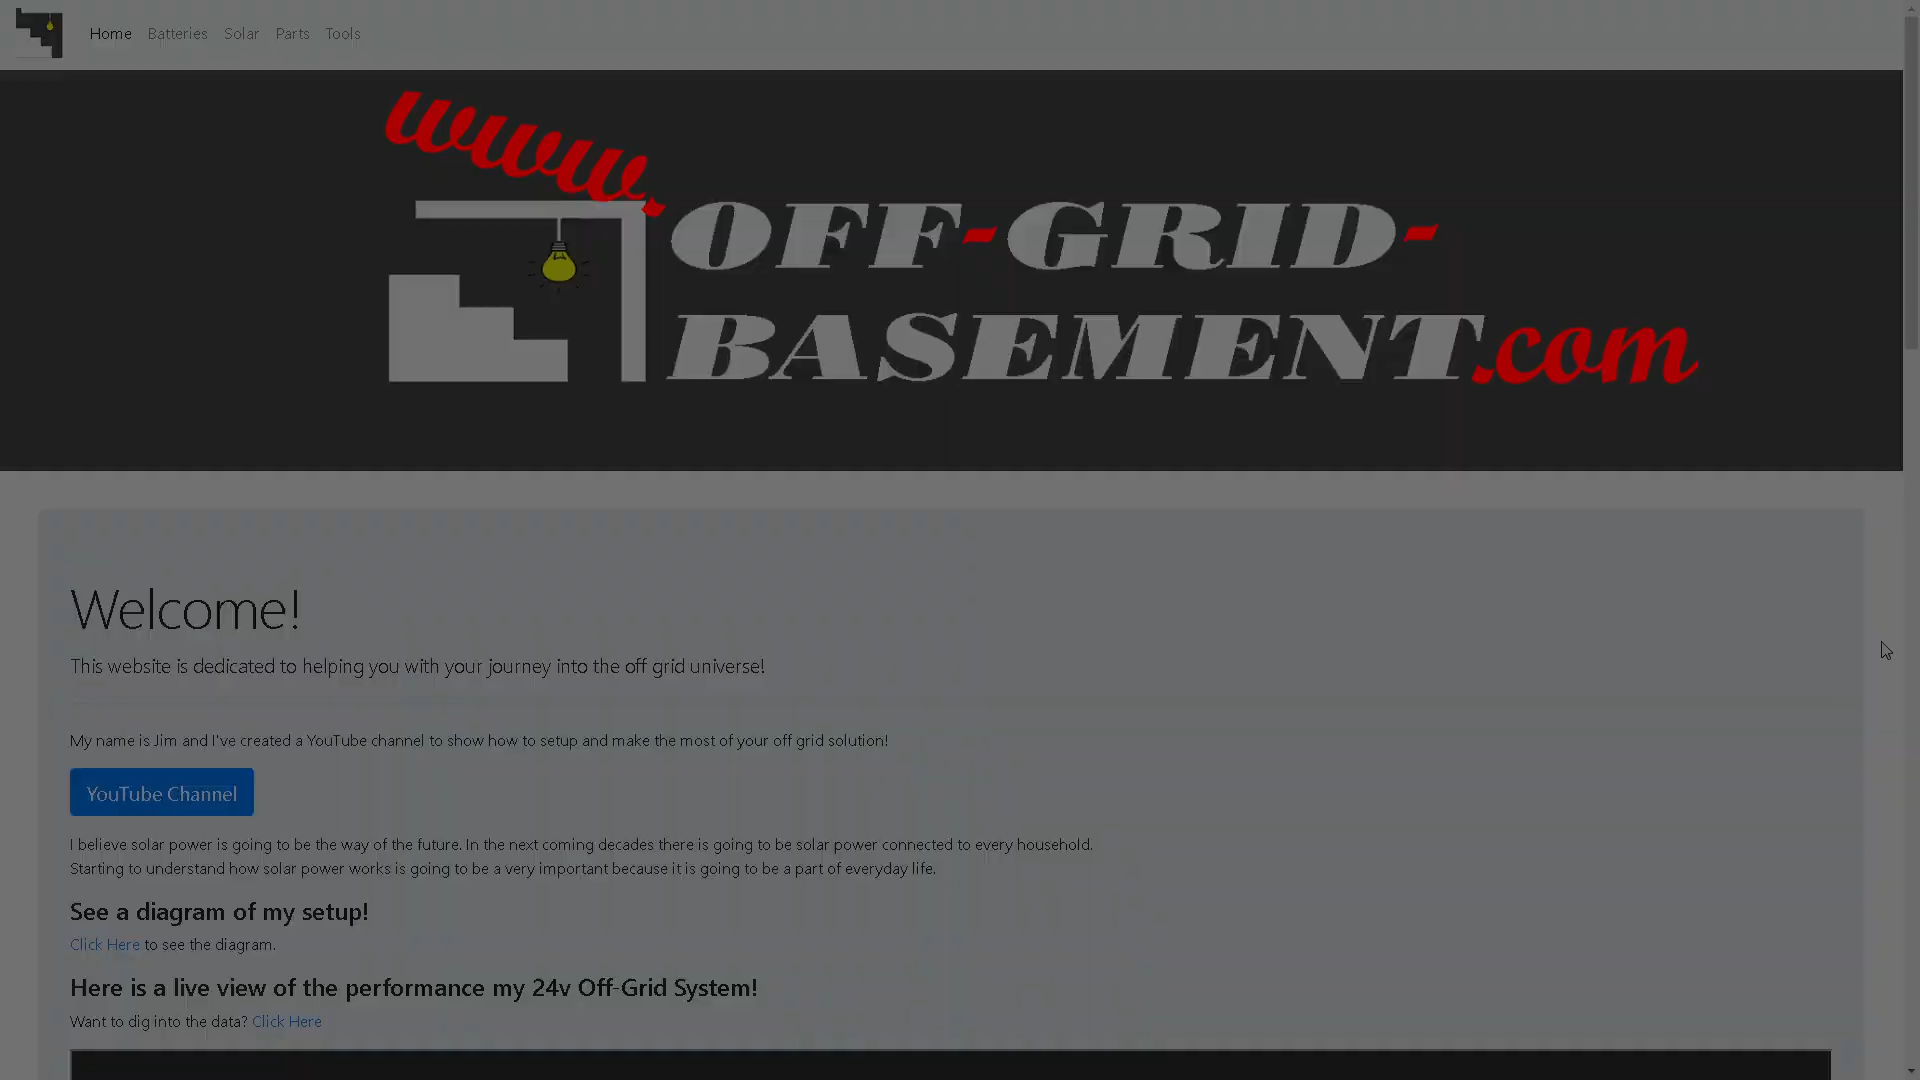 Home Batteries Solar Parts Tools
www.
OFF-GRID-
BASEMENT.com
Welcome!
This website is dedicated to helping you with your journey into the off grid universe!
My name is Jim and I've created a YouTube channel to show how to setup and make the most of your off grid solution!
YouTube Channel
I believe solar power is going to be the way of the future. In the next coming decades there is going to be solar power connected to every household.
Starting to understand how solar power works is going to be a very important because it is going to be a part of everyday life.
See a diagram of my setup!
Click Here to see the diagram.
Here is a live view of the performance my 24v Off-Grid System!
Want to dig into the data? Click Here